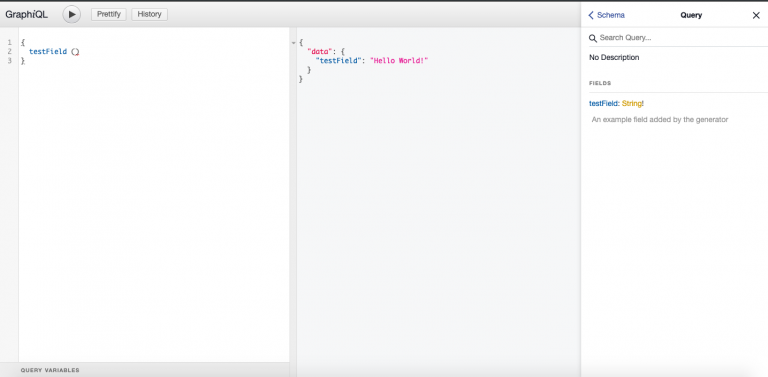 GraphiQL
Prettify
History
1 {
2 testField ()
3 }
QUERY VARIABLES
{
"data": {
"testField": "Hello World!"
}
}
Schema
Query
Search Query...
No Description
FIELDS
testField: String!
An example field added by the generator